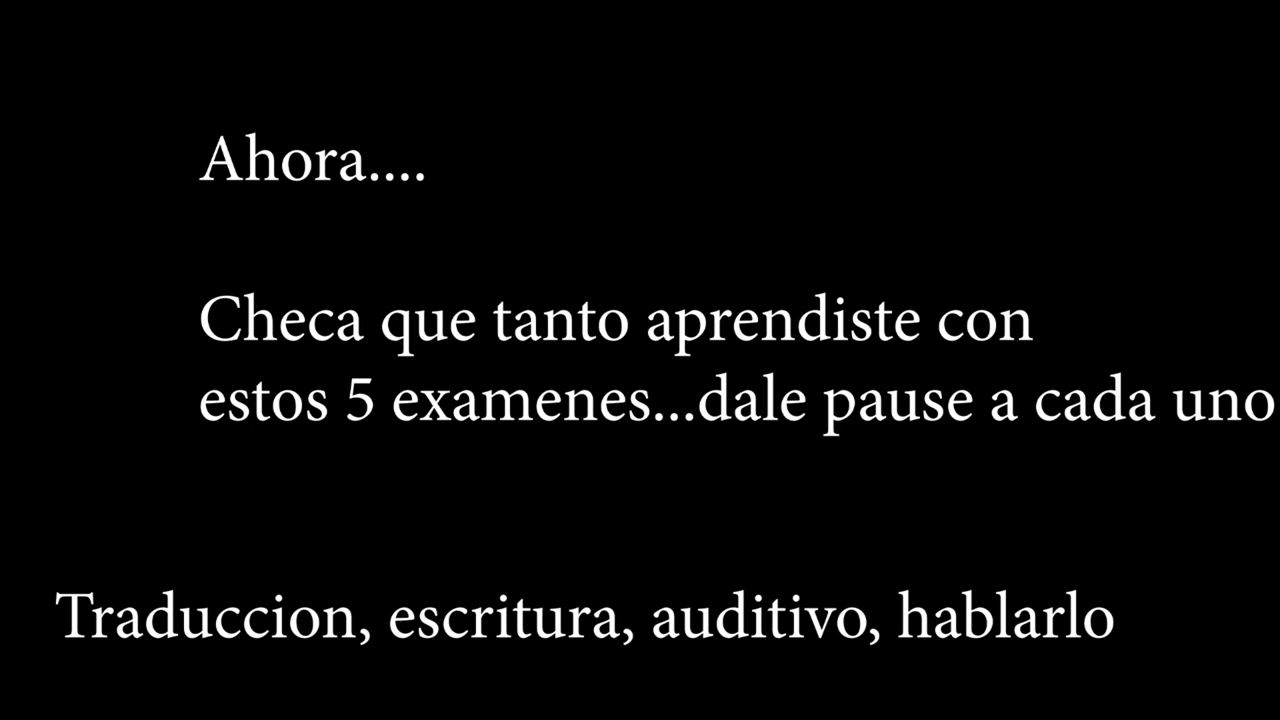 Ahora....
Checa que tanto aprendiste con
estos 5 examenes...dale pause a cada uno
Traduccion, escritura, auditivo, hablarlo